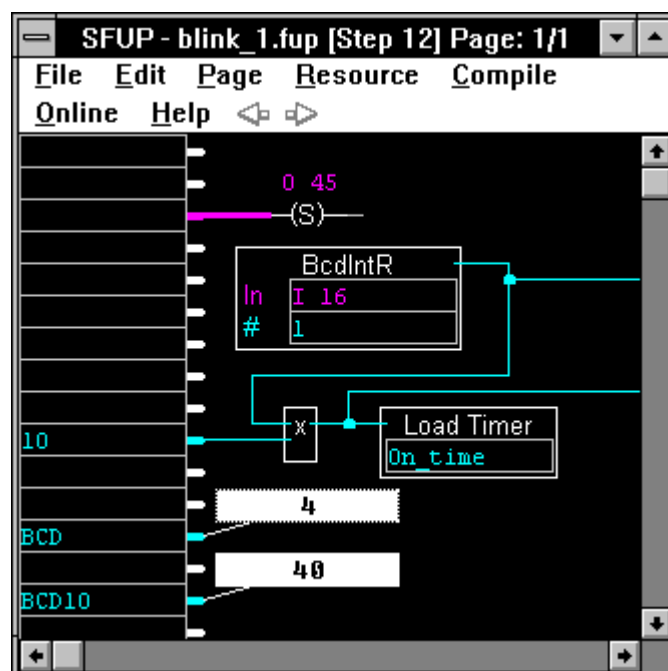 SFUP - blink_1.fup [Step 12] Page: 1/1
File Edit Page Resource Compile
Online Help
O 45
(S)
BcdIntR
In I 16
# 1
x
10
Load Timer
On_time
4
BCD
40
BCD10